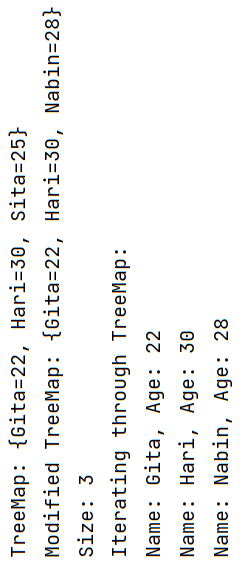 TreeMap: {Gita=22, Hari=30, Sita=25}
Modified TreeMap: {Gita=22, Hari=30, Nabin=28}
Size: 3
Iterating through TreeMap:
Name: Gita, Age: 22
Name: Hari, Age: 30
Name: Nabin, Age: 28